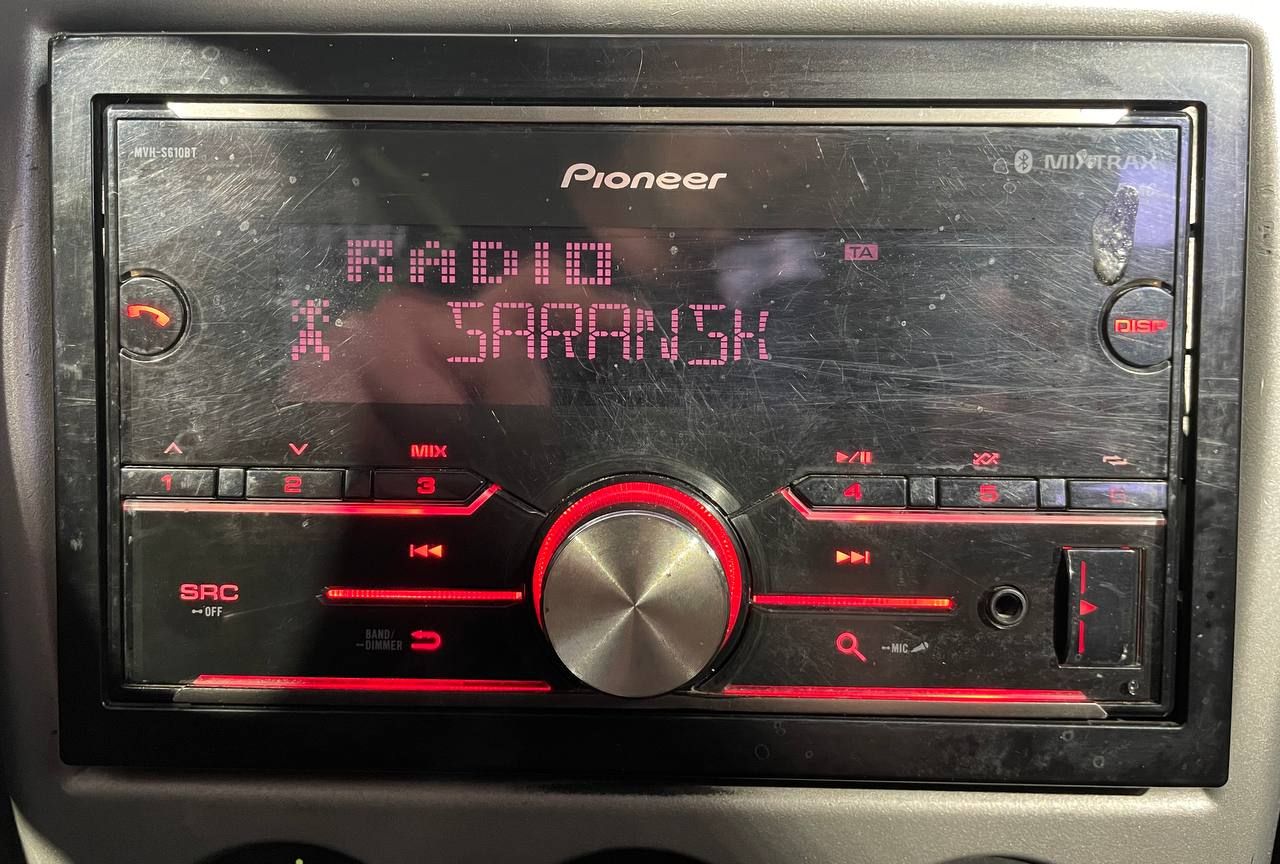 MVH-S610BT
Pioneer
MIXTRAX
RADIO
TA
SARANSK
DISP
MIX
1 2 3 4 5 6
SRC
OFF
BAND/
DIMMER
MIC